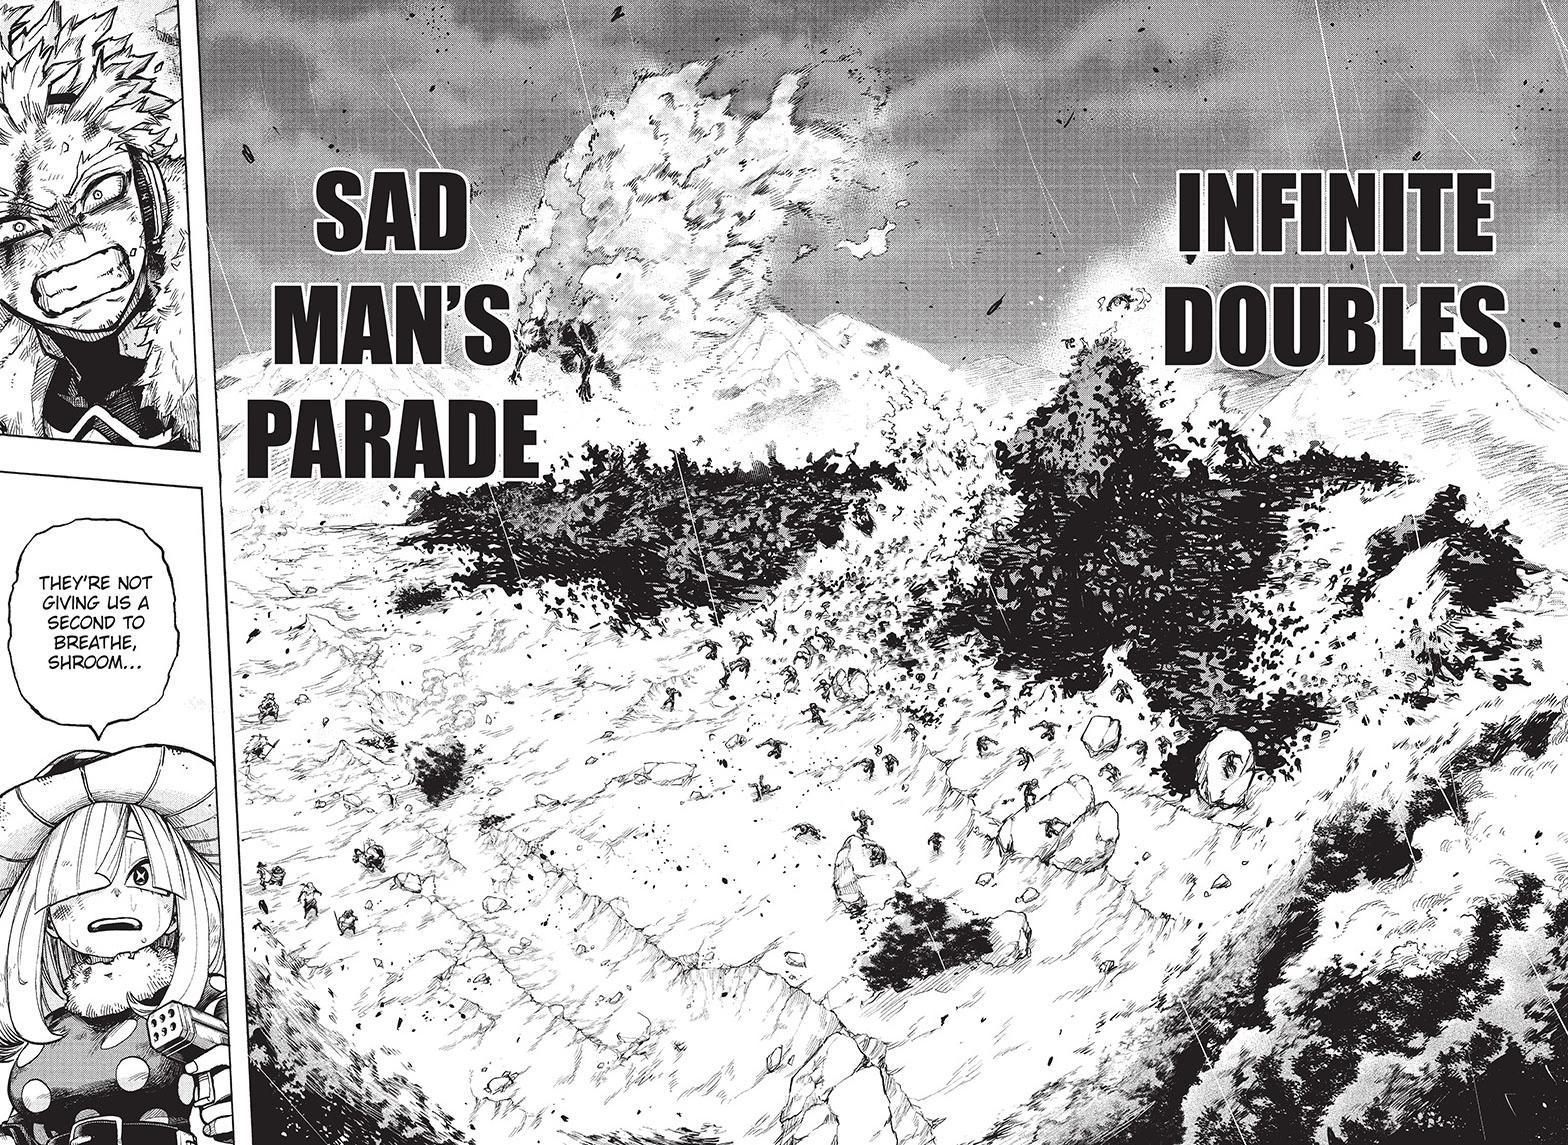 INFINITE
DOUBLES
SAD
MAN'S
PARADE
THEY'RE NOT
GIVING US A
SECOND TO
BREATHE,
SHROOM...